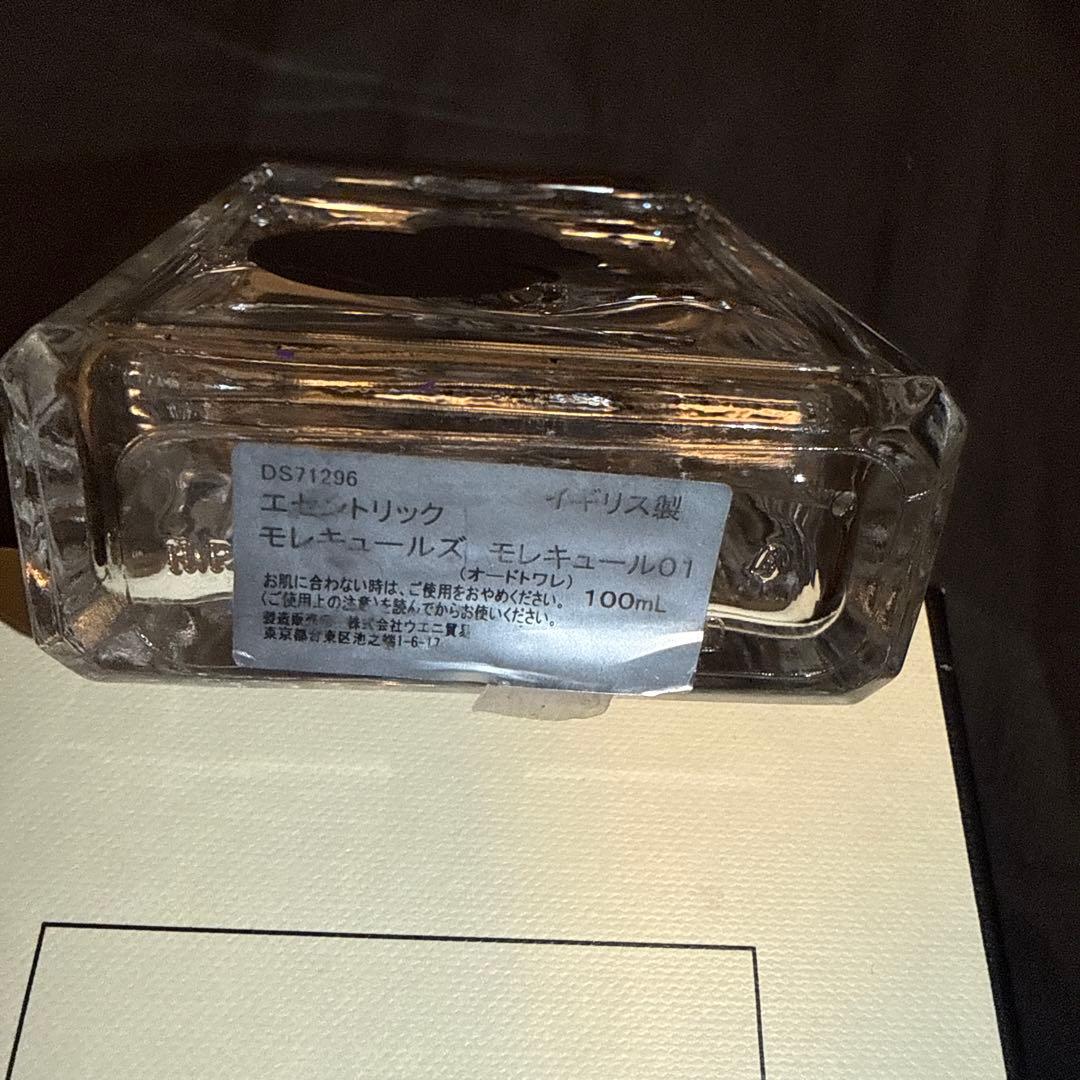 DS71296
エセントリック イギリス製
モレキュールズ モレキュール01
(オードトワレ)
お肌に合わない時は、ご使用をおやめください。 100mL
(ご使用上の注意)を読んでからお使いください。
製造販売元 株式会社ウエニ貿易
東京都台東区池之端1-6-17